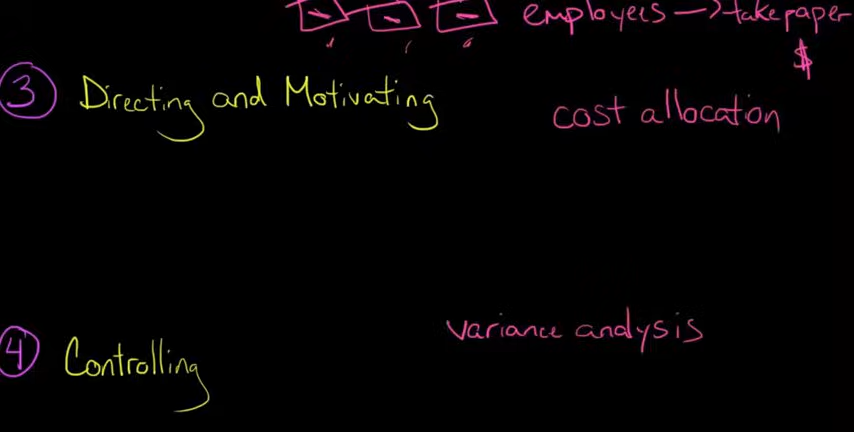 employees → take paper
$
3 Directing and Motivating
cost allocation
variance analysis
4 Controlling